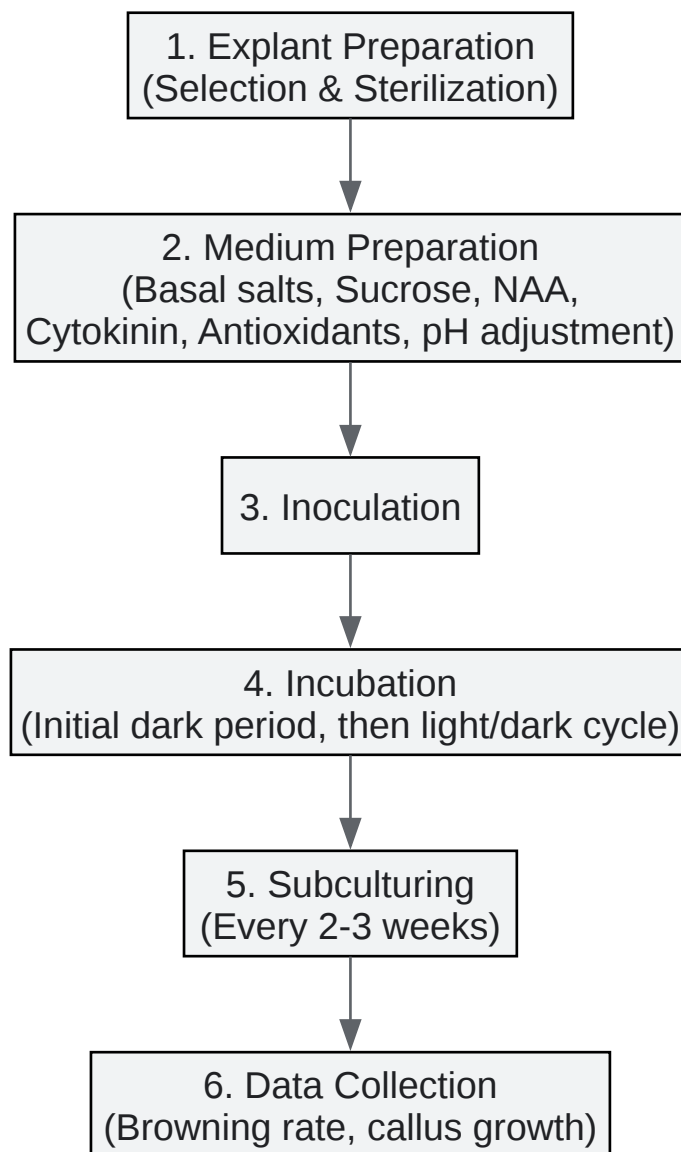 1. Explant Preparation
(Selection & Sterilization)
2. Medium Preparation
(Basal salts, Sucrose, NAA,
Cytokinin, Antioxidants, pH adjustment)
3. Inoculation
4. Incubation
(Initial dark period, then light/dark cycle)
5. Subculturing
(Every 2-3 weeks)
6. Data Collection
(Browning rate, callus growth)